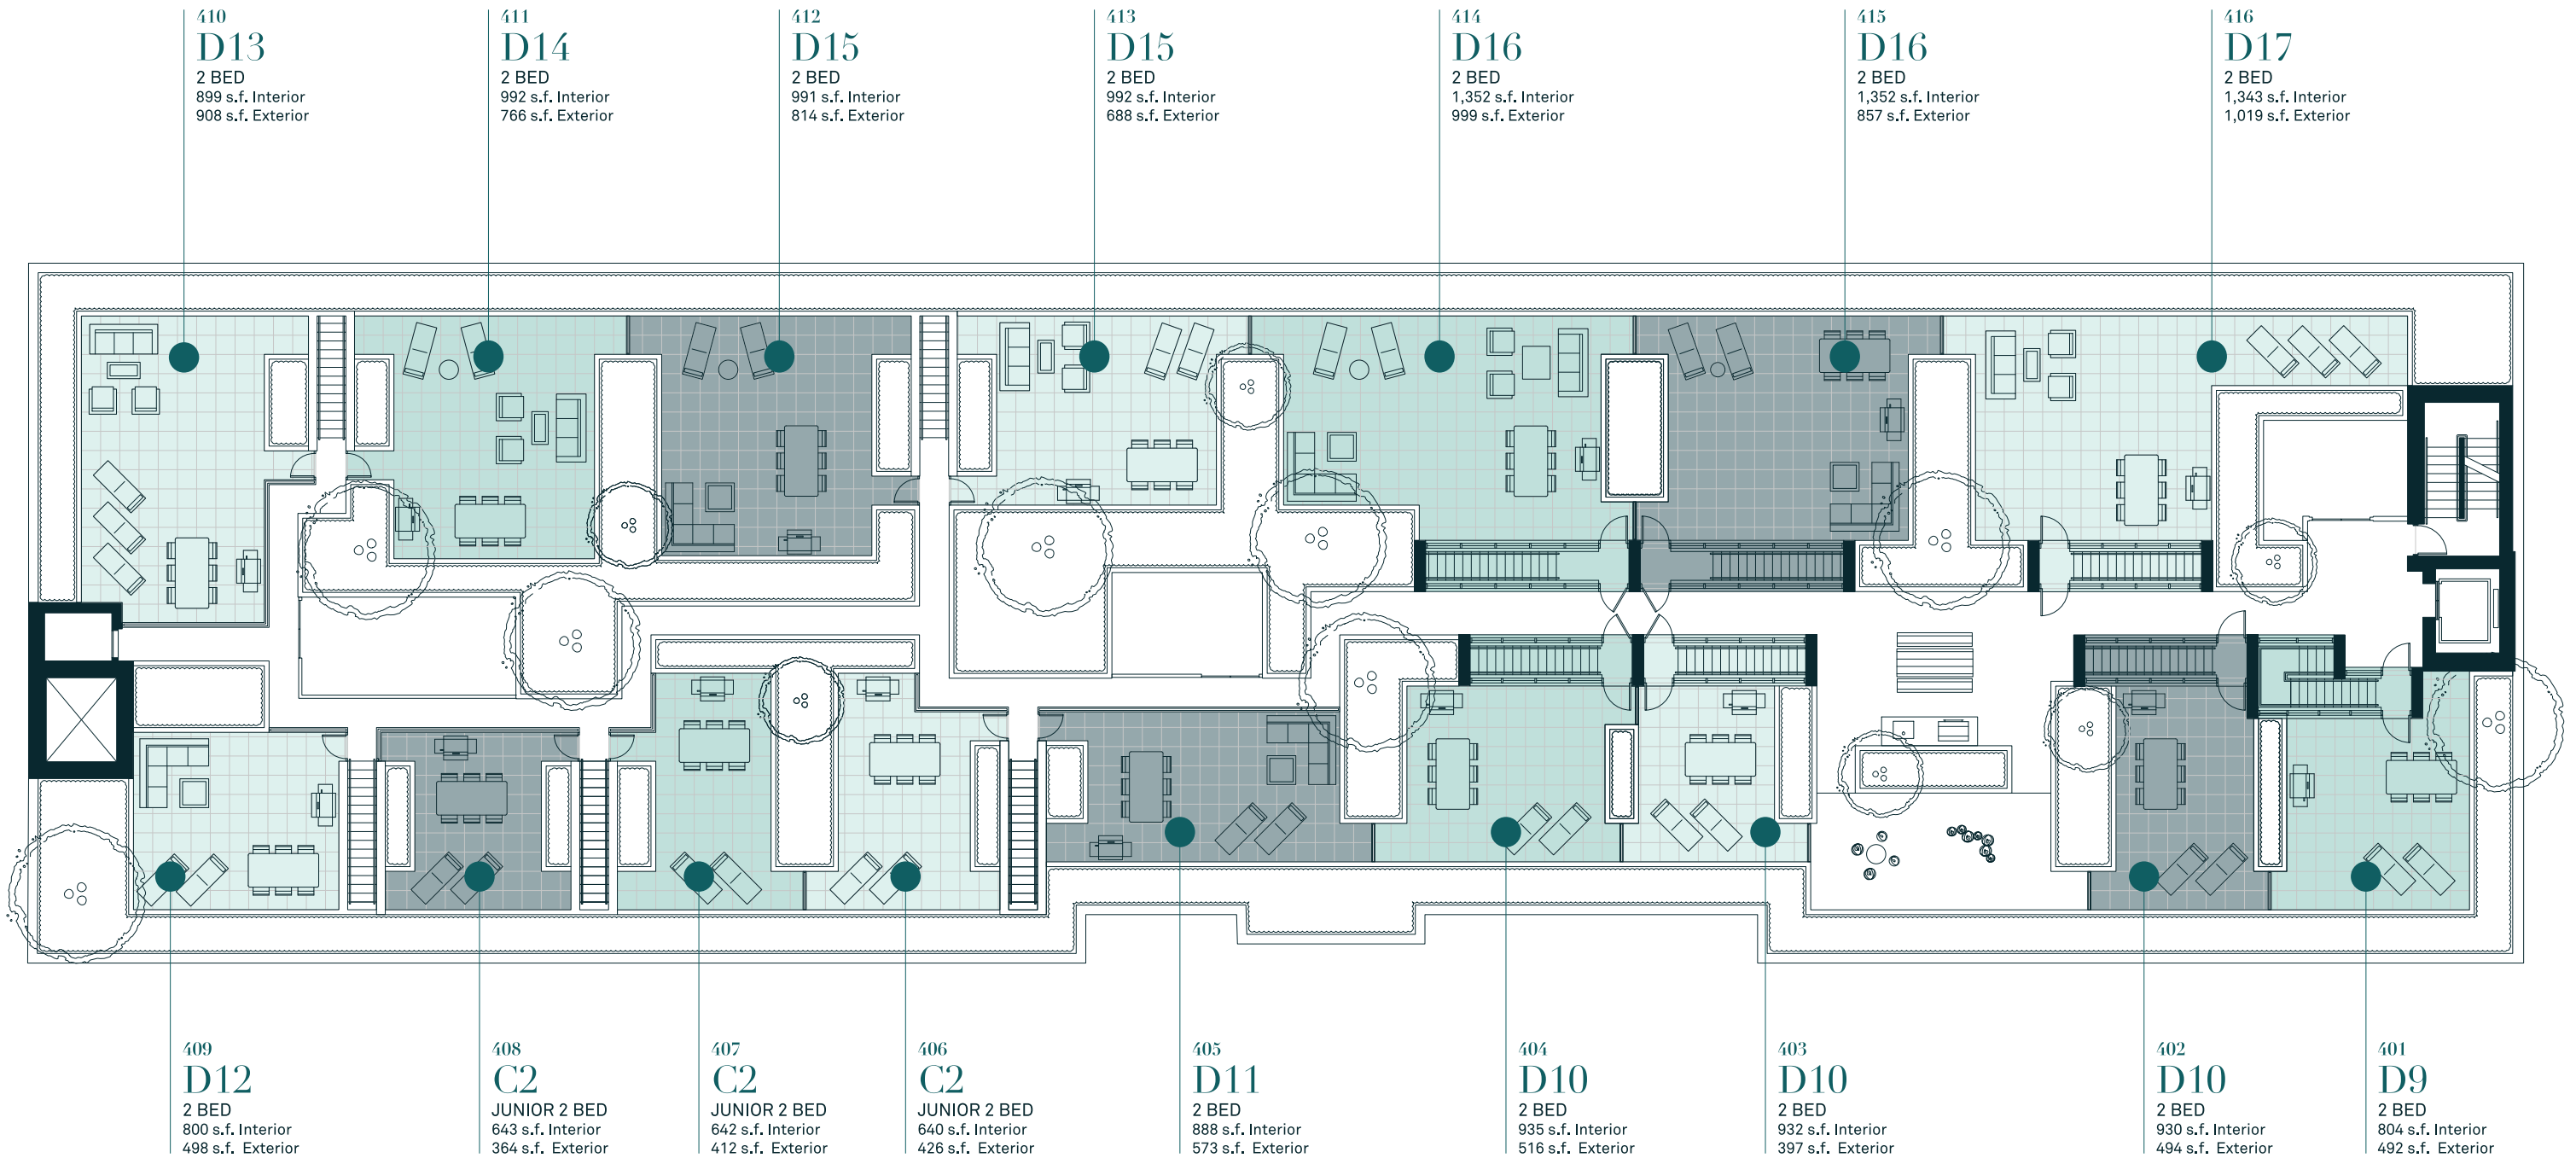 410
D13
2 BED
899 s.f. Interior
908 s.f. Exterior
411
D14
2 BED
992 s.f. Interior
766 s.f. Exterior
412
D15
2 BED
991 s.f. Interior
814 s.f. Exterior
413
D15
2 BED
992 s.f. Interior
688 s.f. Exterior
414
D16
2 BED
1,352 s.f. Interior
999 s.f. Exterior
415
D16
2 BED
1,352 s.f. Interior
857 s.f. Exterior
416
D17
2 BED
1,343 s.f. Interior
1,019 s.f. Exterior
409
D12
2 BED
800 s.f. Interior
498 s.f. Exterior
408
C2
JUNIOR 2 BED
643 s.f. Interior
364 s.f. Exterior
407
C2
JUNIOR 2 BED
642 s.f. Interior
412 s.f. Exterior
406
C2
JUNIOR 2 BED
640 s.f. Interior
426 s.f. Exterior
405
D11
2 BED
888 s.f. Interior
573 s.f. Exterior
404
D10
2 BED
935 s.f. Interior
516 s.f. Exterior
403
D10
2 BED
932 s.f. Interior
397 s.f. Exterior
402
D10
2 BED
930 s.f. Interior
494 s.f. Exterior
401
D9
2 BED
804 s.f. Interior
492 s.f. Exterior